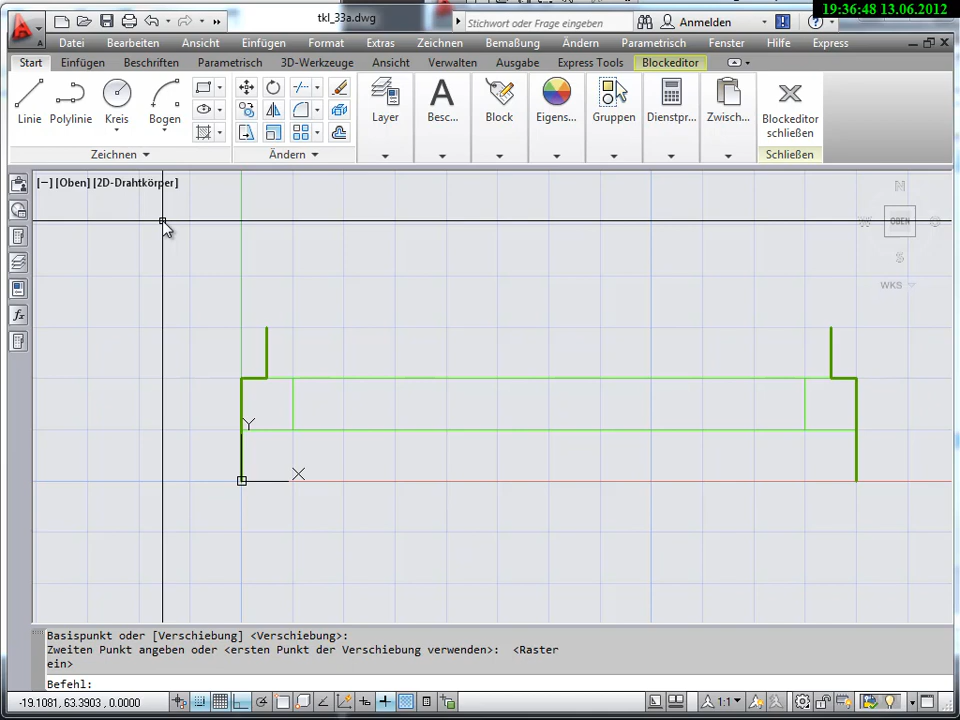 19:36:48 13.06.2012
tkl_33a.dwg
Stichwort oder Frage eingeben
Anmelden
Datei Bearbeiten Ansicht Einfügen Format Extras Zeichnen Bemaßung Ändern Parametrisch Fenster Hilfe Express
Start Einfügen Beschriften Parametrisch 3D-Werkzeuge Ansicht Verwalten Ausgabe Express Tools Blockeditor
Linie Polylinie Kreis Bogen Layer Besc... Block Eigens... Gruppen Dienstpr... Zwisch... Blockeditor
schließen
Zeichnen Ändern Schließen
[−] [Oben] [2D-Drahtkörper]
N
W OBEN O
S
WKS
Y
X
Basispunkt oder [Verschiebung] <Verschiebung>:
Zweiten Punkt angeben oder <ersten Punkt der Verschiebung verwenden>:  <Raster
ein>
Befehl:
-19.1081, 63.3903, 0.0000
1:1